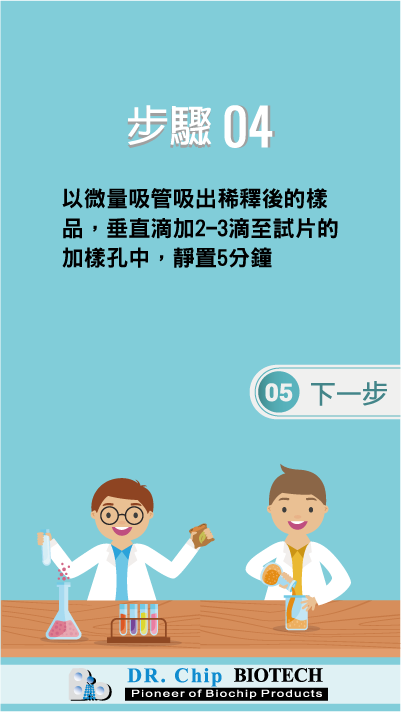 步驟 04
以微量吸管吸出稀釋後的樣
品，垂直滴加2-3滴至試片的
加樣孔中，靜置5分鐘
05 下一步
DR. Chip BIOTECH
Pioneer of Biochip Products